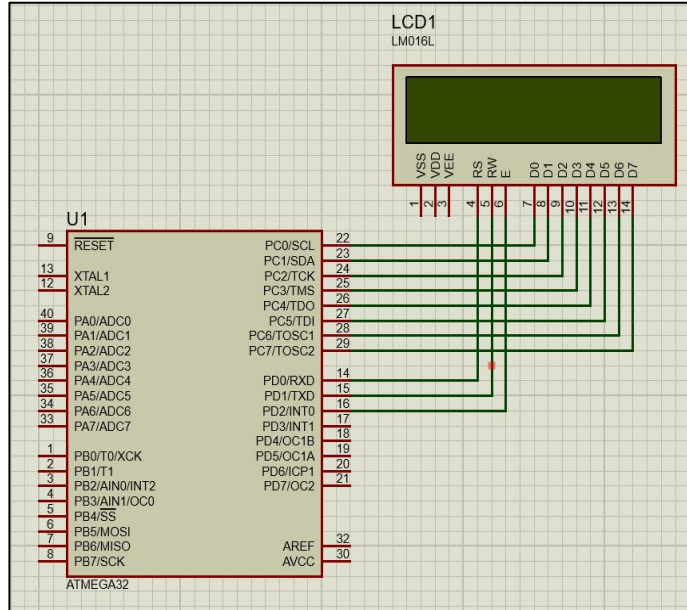 LCD1
LM016L
VSS VDD VEE RS RW E D0 D1 D2 D3 D4 D5 D6 D7
1 2 3 4 5 6 7 8 9 10 11 12 13 14
U1
9 RESET
13 XTAL1
12 XTAL2
40 PA0/ADC0
39 PA1/ADC1
38 PA2/ADC2
37 PA3/ADC3
36 PA4/ADC4
35 PA5/ADC5
34 PA6/ADC6
33 PA7/ADC7
1 PB0/T0/XCK
2 PB1/T1
3 PB2/AIN0/INT2
4 PB3/AIN1/OC0
5 PB4/SS
6 PB5/MOSI
7 PB6/MISO
8 PB7/SCK
PC0/SCL 22
PC1/SDA 23
PC2/TCK 24
PC3/TMS 25
PC4/TDO 26
PC5/TDI 27
PC6/TOSC1 28
PC7/TOSC2 29
PD0/RXD 14
PD1/TXD 15
PD2/INT0 16
PD3/INT1 17
PD4/OC1B 18
PD5/OC1A 19
PD6/ICP1 20
PD7/OC2 21
AREF 32
AVCC 30
ATMEGA32